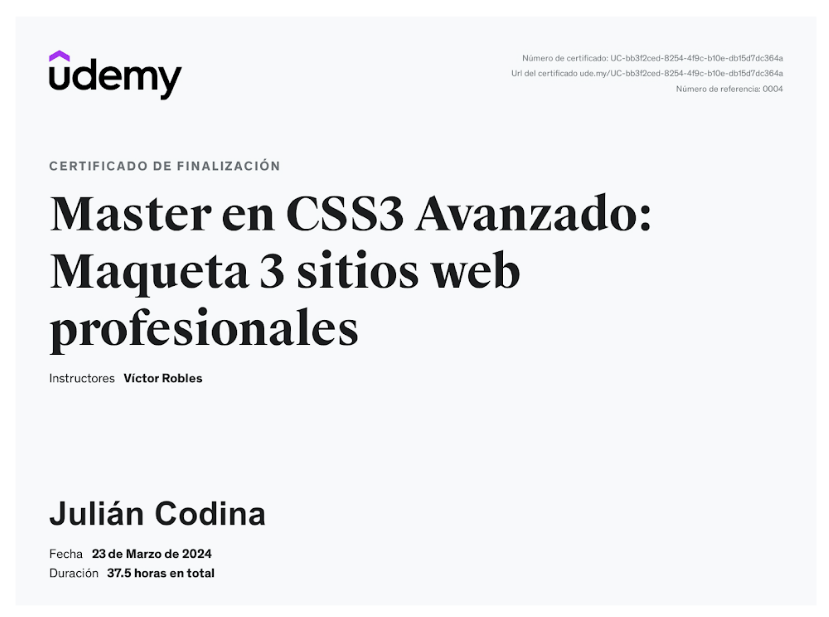 udemy
Número de certificado: UC-bb3f2ced-8254-4f9c-b10e-db15d7dc364a
Url del certificado ude.my/UC-bb3f2ced-8254-4f9c-b10e-db15d7dc364a
Número de referencia: 0004
CERTIFICADO DE FINALIZACIÓN
Master en CSS3 Avanzado:
Maqueta 3 sitios web
profesionales
Instructores Víctor Robles
Julián Codina
Fecha 23 de Marzo de 2024
Duración 37.5 horas en total